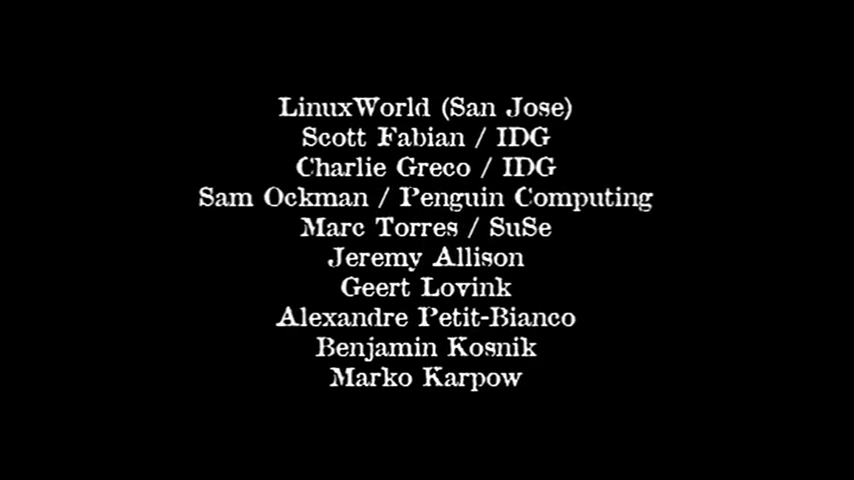 LinuxWorld (San Jose)
Scott Fabian / IDG
Charlie Greco / IDG
Sam Ockman / Penguin Computing
Marc Torres / SuSe
Jeremy Allison
Geert Lovink
Alexandre Petit-Bianco
Benjamin Kosnik
Marko Karpow